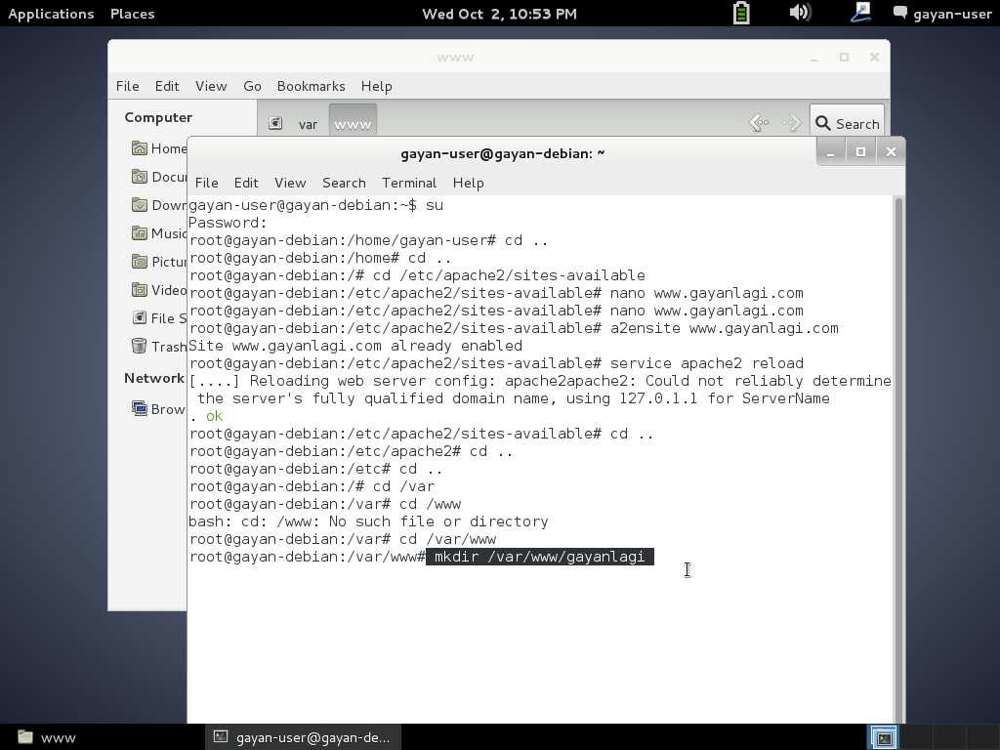 Applications Places Wed Oct 2, 10:53 PM gayan-user
www
File Edit View Go Bookmarks Help
Computer
var www Search
Home
Docu
Down
Music
Pictur
Video
File S
Trash
Network
Brow
gayan-user@gayan-debian: ~
File Edit View Search Terminal Help
gayan-user@gayan-debian:~$ su
Password:
root@gayan-debian:/home/gayan-user# cd ..
root@gayan-debian:/home# cd ..
root@gayan-debian:/# cd /etc/apache2/sites-available
root@gayan-debian:/etc/apache2/sites-available# nano www.gayanlagi.com
root@gayan-debian:/etc/apache2/sites-available# nano www.gayanlagi.com
root@gayan-debian:/etc/apache2/sites-available# a2ensite www.gayanlagi.com
Site www.gayanlagi.com already enabled
root@gayan-debian:/etc/apache2/sites-available# service apache2 reload
[....] Reloading web server config: apache2apache2: Could not reliably determine
the server's fully qualified domain name, using 127.0.1.1 for ServerName
. ok
root@gayan-debian:/etc/apache2/sites-available# cd ..
root@gayan-debian:/etc/apache2# cd ..
root@gayan-debian:/etc# cd ..
root@gayan-debian:/# cd /var
root@gayan-debian:/var# cd /www
bash: cd: /www: No such file or directory
root@gayan-debian:/var# cd /var/www
root@gayan-debian:/var/www# mkdir /var/www/gayanlagi
www gayan-user@gayan-de...